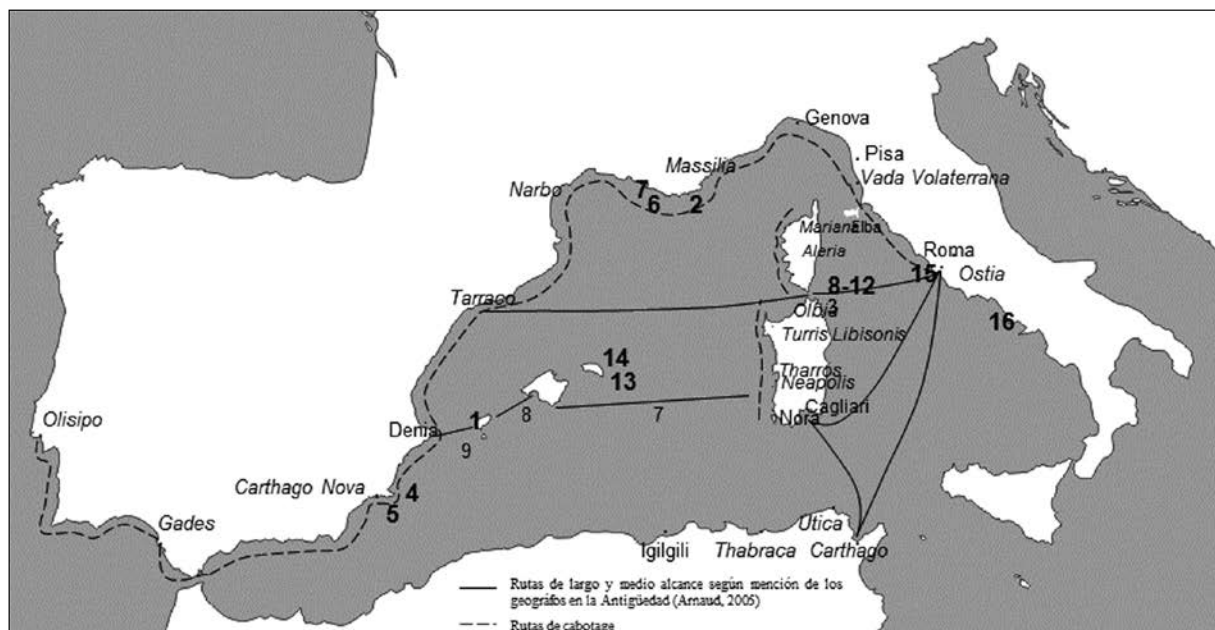 Genova
Pisa
Massilia
Vada Volaterrana
Narbo
7
6
2
Mariana
Elba
Aleria
Roma
15
Ostia
8-12
3
Tarraco
Olbia
16
Turris Libisonis
14
13
Tharros
Neapolis
Cagliari
Nora
Olisipo
Denia
1
8
7
9
Carthago Nova
4
5
Gades
Utica
Igilgili
Thabraca
Carthago
Rutas de largo y medio alcance según mención de los
geográfos en la Antigüedad (Arnaud, 2005)
Rutas de cabotage